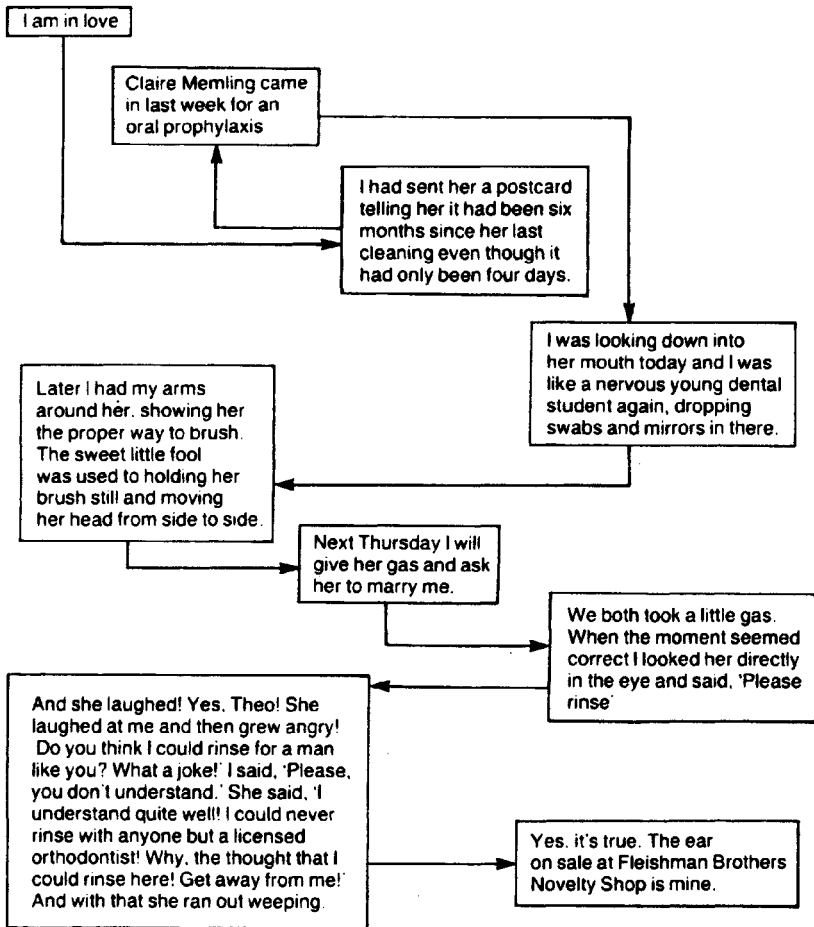 I am in love
Claire Memling came
in last week for an
oral prophylaxis
I had sent her a postcard
telling her it had been six
months since her last
cleaning even though it
had only been four days.
I was looking down into
her mouth today and I was
like a nervous young dental
student again, dropping
swabs and mirrors in there.
Later I had my arms
around her. showing her
the proper way to brush.
The sweet little fool
was used to holding her
brush still and moving
her head from side to side.
Next Thursday I will
give her gas and ask
her to marry me.
We both took a little gas.
When the moment seemed
correct I looked her directly
in the eye and said, 'Please
rinse'
And she laughed! Yes, Theo! She
laughed at me and then grew angry!
Do you think I could rinse for a man
like you? What a joke!' I said, 'Please,
you don't understand.' She said, 'I
understand quite well! I could never
rinse with anyone but a licensed
orthodontist! Why, the thought that I
could rinse here! Get away from me!'
And with that she ran out weeping.
Yes. it's true. The ear
on sale at Fleishman Brothers
Novelty Shop is mine.